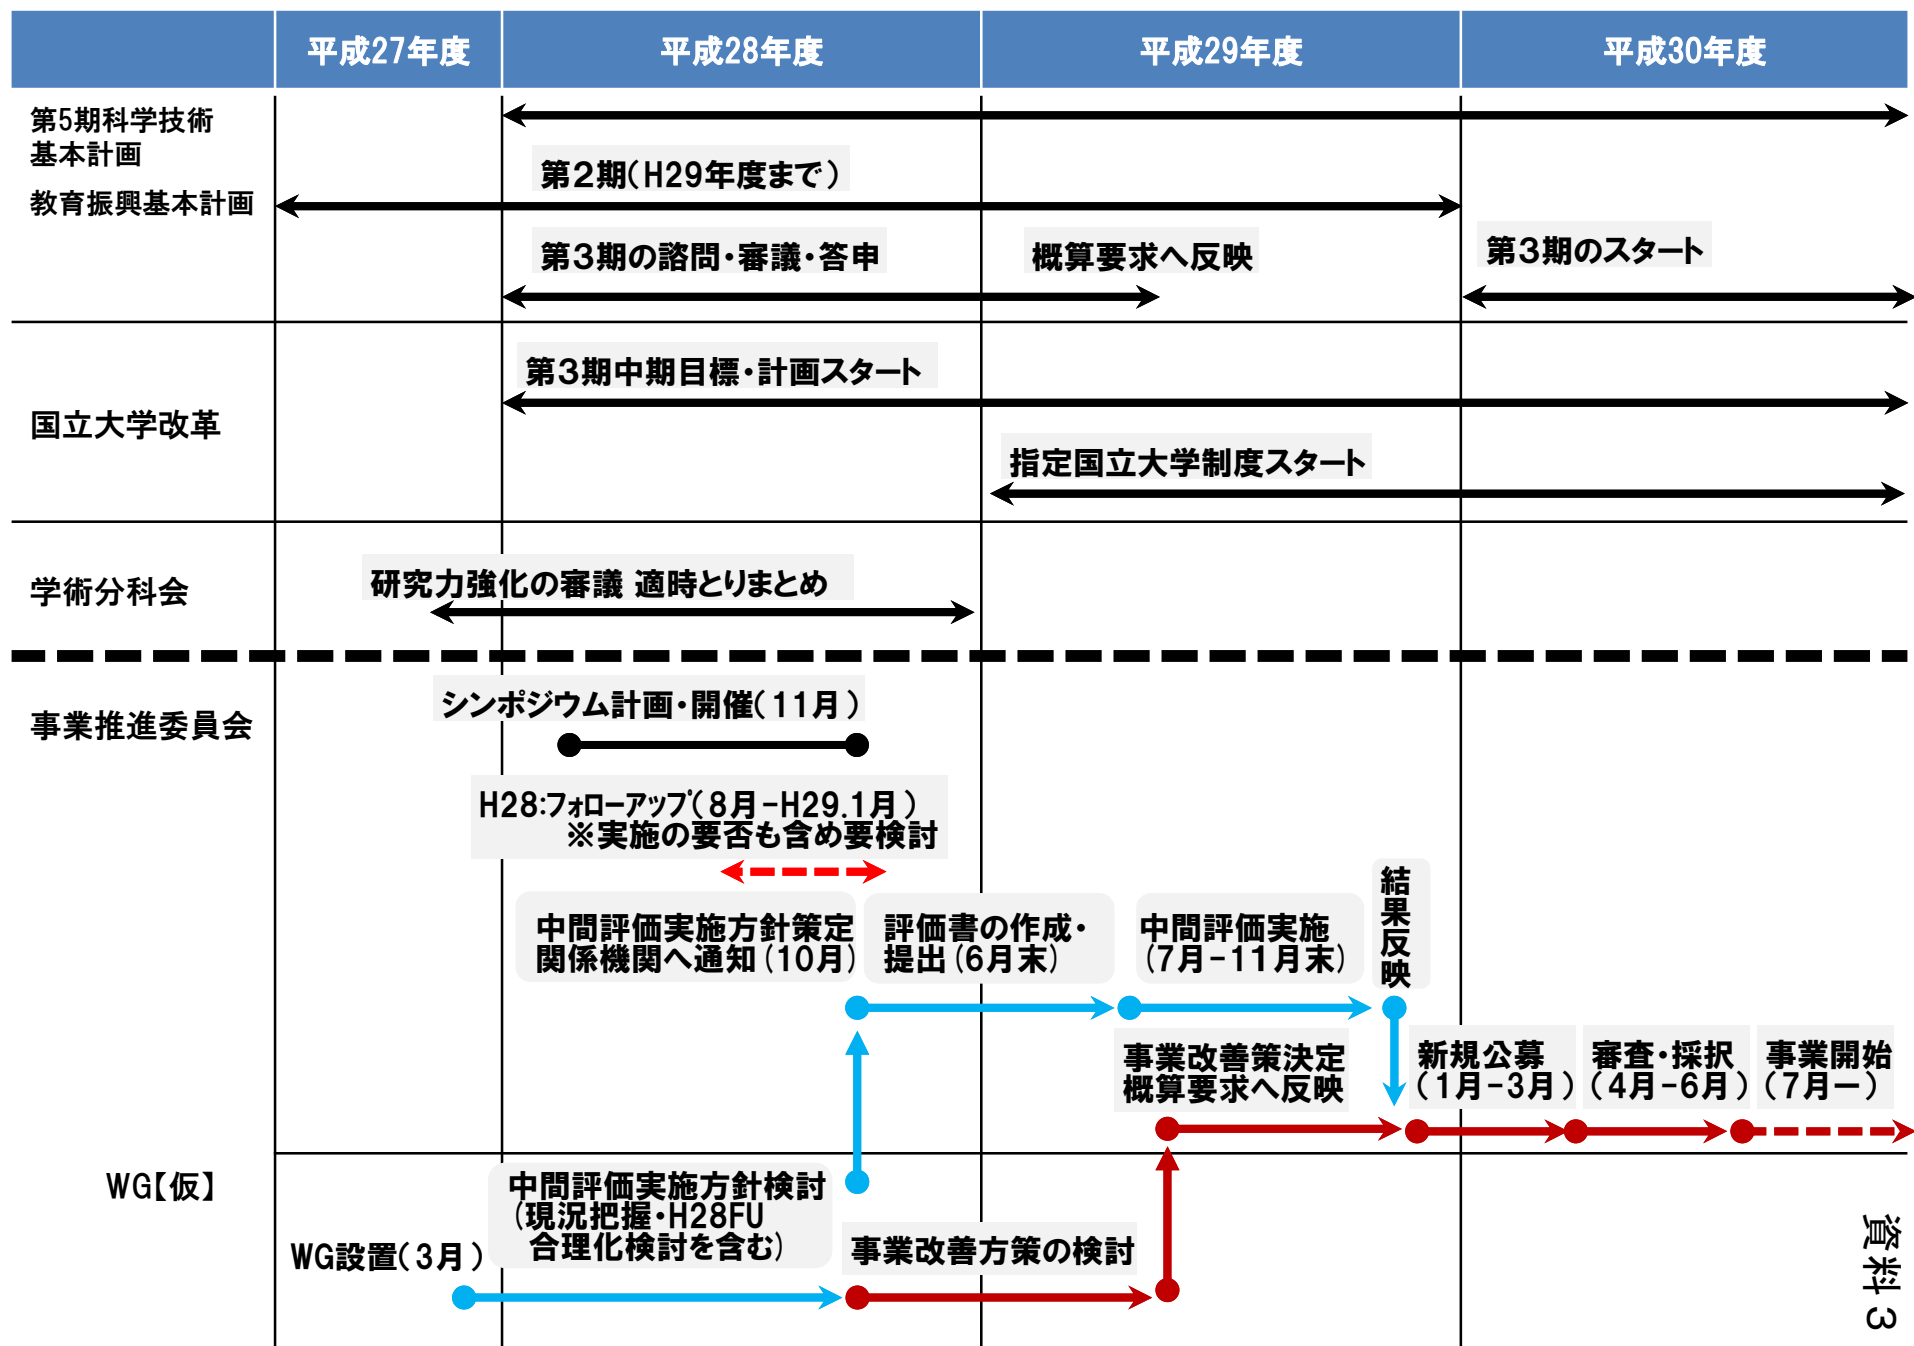 平成27年度
平成28年度
平成29年度
平成30年度
第5期科学技術
基本計画
第2期(H29年度まで)
教育振興基本計画
第3期の諮問・審議・答申
概算要求へ反映
第3期のスタート
第3期中期目標・計画スタート
国立大学改革
指定国立大学制度スタート
学術分科会
研究力強化の審議 適時とりまとめ
事業推進委員会
シンポジウム計画・開催(11月)
H28:フォローアップ(8月-H29.1月)
※実施の要否も含め要検討
中間評価実施方針策定
関係機関へ通知(10月)
評価書の作成・
提出(6月末)
中間評価実施
(7月-11月末)
結果反映
事業改善策決定
概算要求へ反映
新規公募
(1月-3月)
審査・採択
(4月-6月)
事業開始
(7月ー)
WG【仮】
WG設置(3月)
中間評価実施方針検討
(現況把握・H28FU
合理化検討を含む)
事業改善方策の検討
資料3